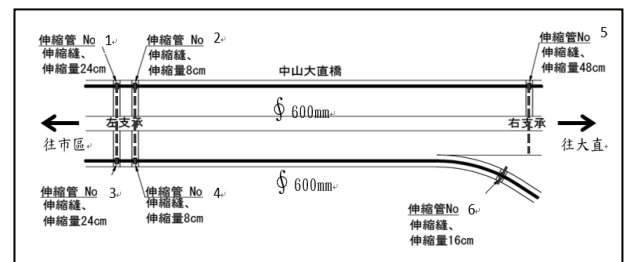 伸縮管 No 1
伸縮縫、
伸縮量24cm
伸縮管 No 2
伸縮縫、
伸縮量8cm
中山大直橋
伸縮管No 5
伸縮縫、
伸縮量48cm
∮ 600mm
左支承
右支承
往市區
往大直
∮ 600mm
伸縮管 No 3
伸縮縫、
伸縮量24cm
伸縮管 No 4
伸縮縫、
伸縮量8cm
伸縮管No 6
伸縮縫、
伸縮量16cm